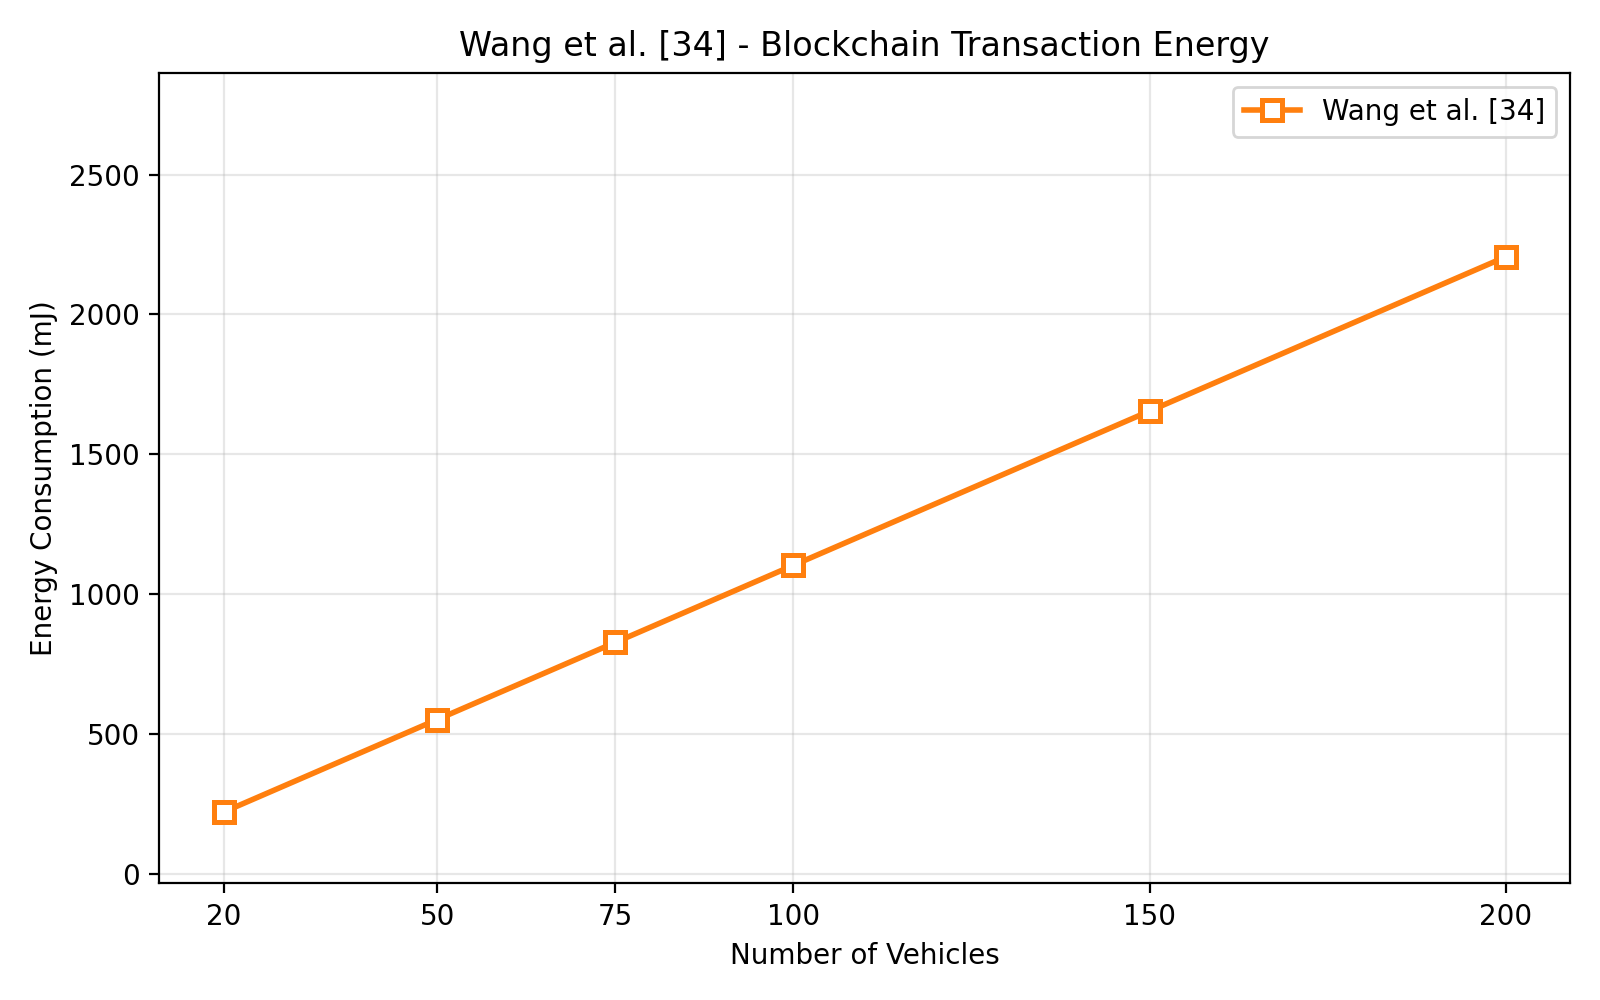 Wang et al. [34] - Blockchain Transaction Energy
Wang et al. [34]
Energy Consumption (mJ)
2500
2000
1500
1000
500
0
20 50 75 100 150 200
Number of Vehicles